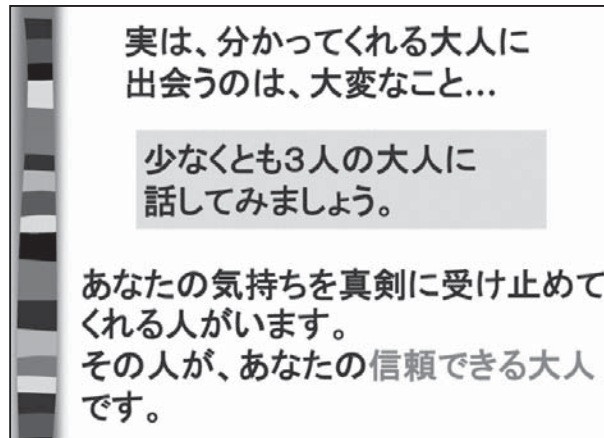 実は、分かってくれる大人に
出会うのは、大変なこと…
少なくとも3人の大人に
話してみましょう。
あなたの気持ちを真剣に受け止めて
くれる人がいます。
その人が、あなたの信頼できる大人
です。